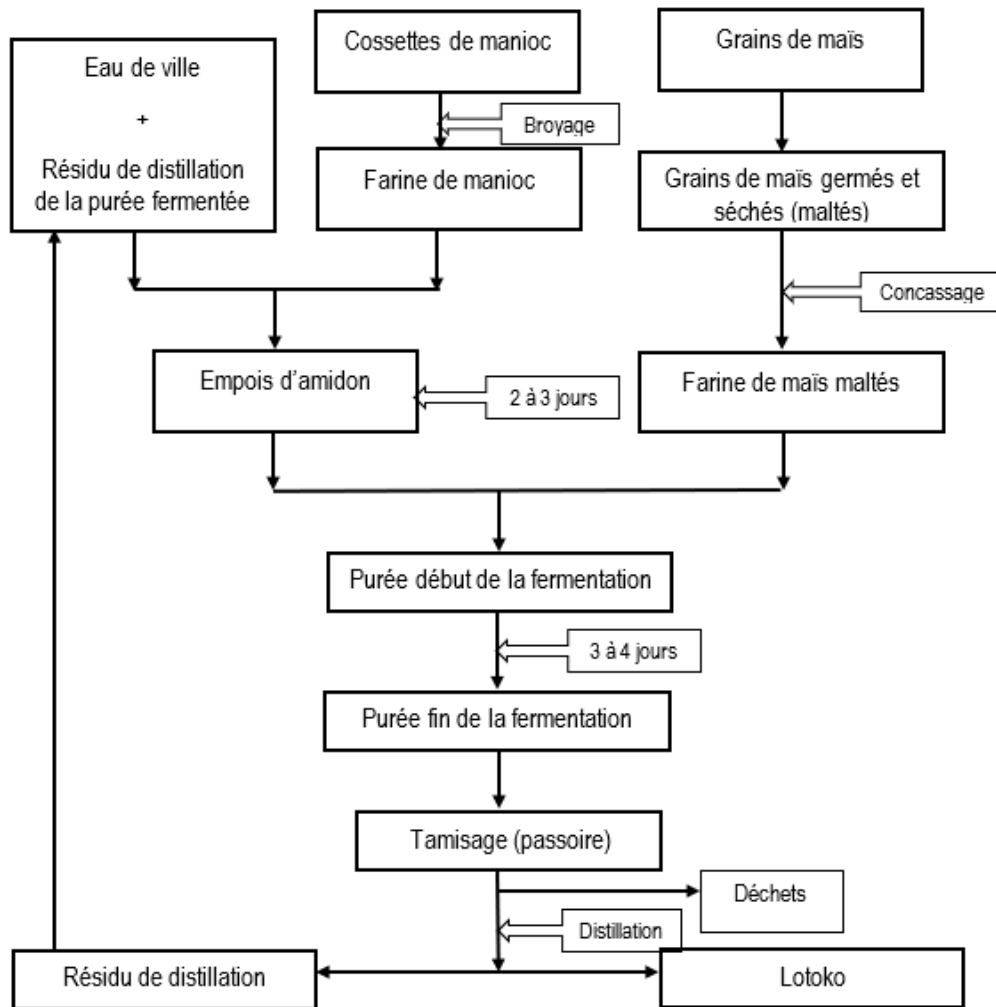 Cossettes de manioc
Grains de maïs
Eau de ville
+
Résidu de distillation
de la purée fermentée
Broyage
Farine de manioc
Grains de maïs germés et
séchés (maltés)
Concassage
Empois d'amidon
2 à 3 jours
Farine de maïs maltés
Purée début de la fermentation
3 à 4 jours
Purée fin de la fermentation
Tamisage (passoire)
Déchets
Distillation
Résidu de distillation
Lotoko